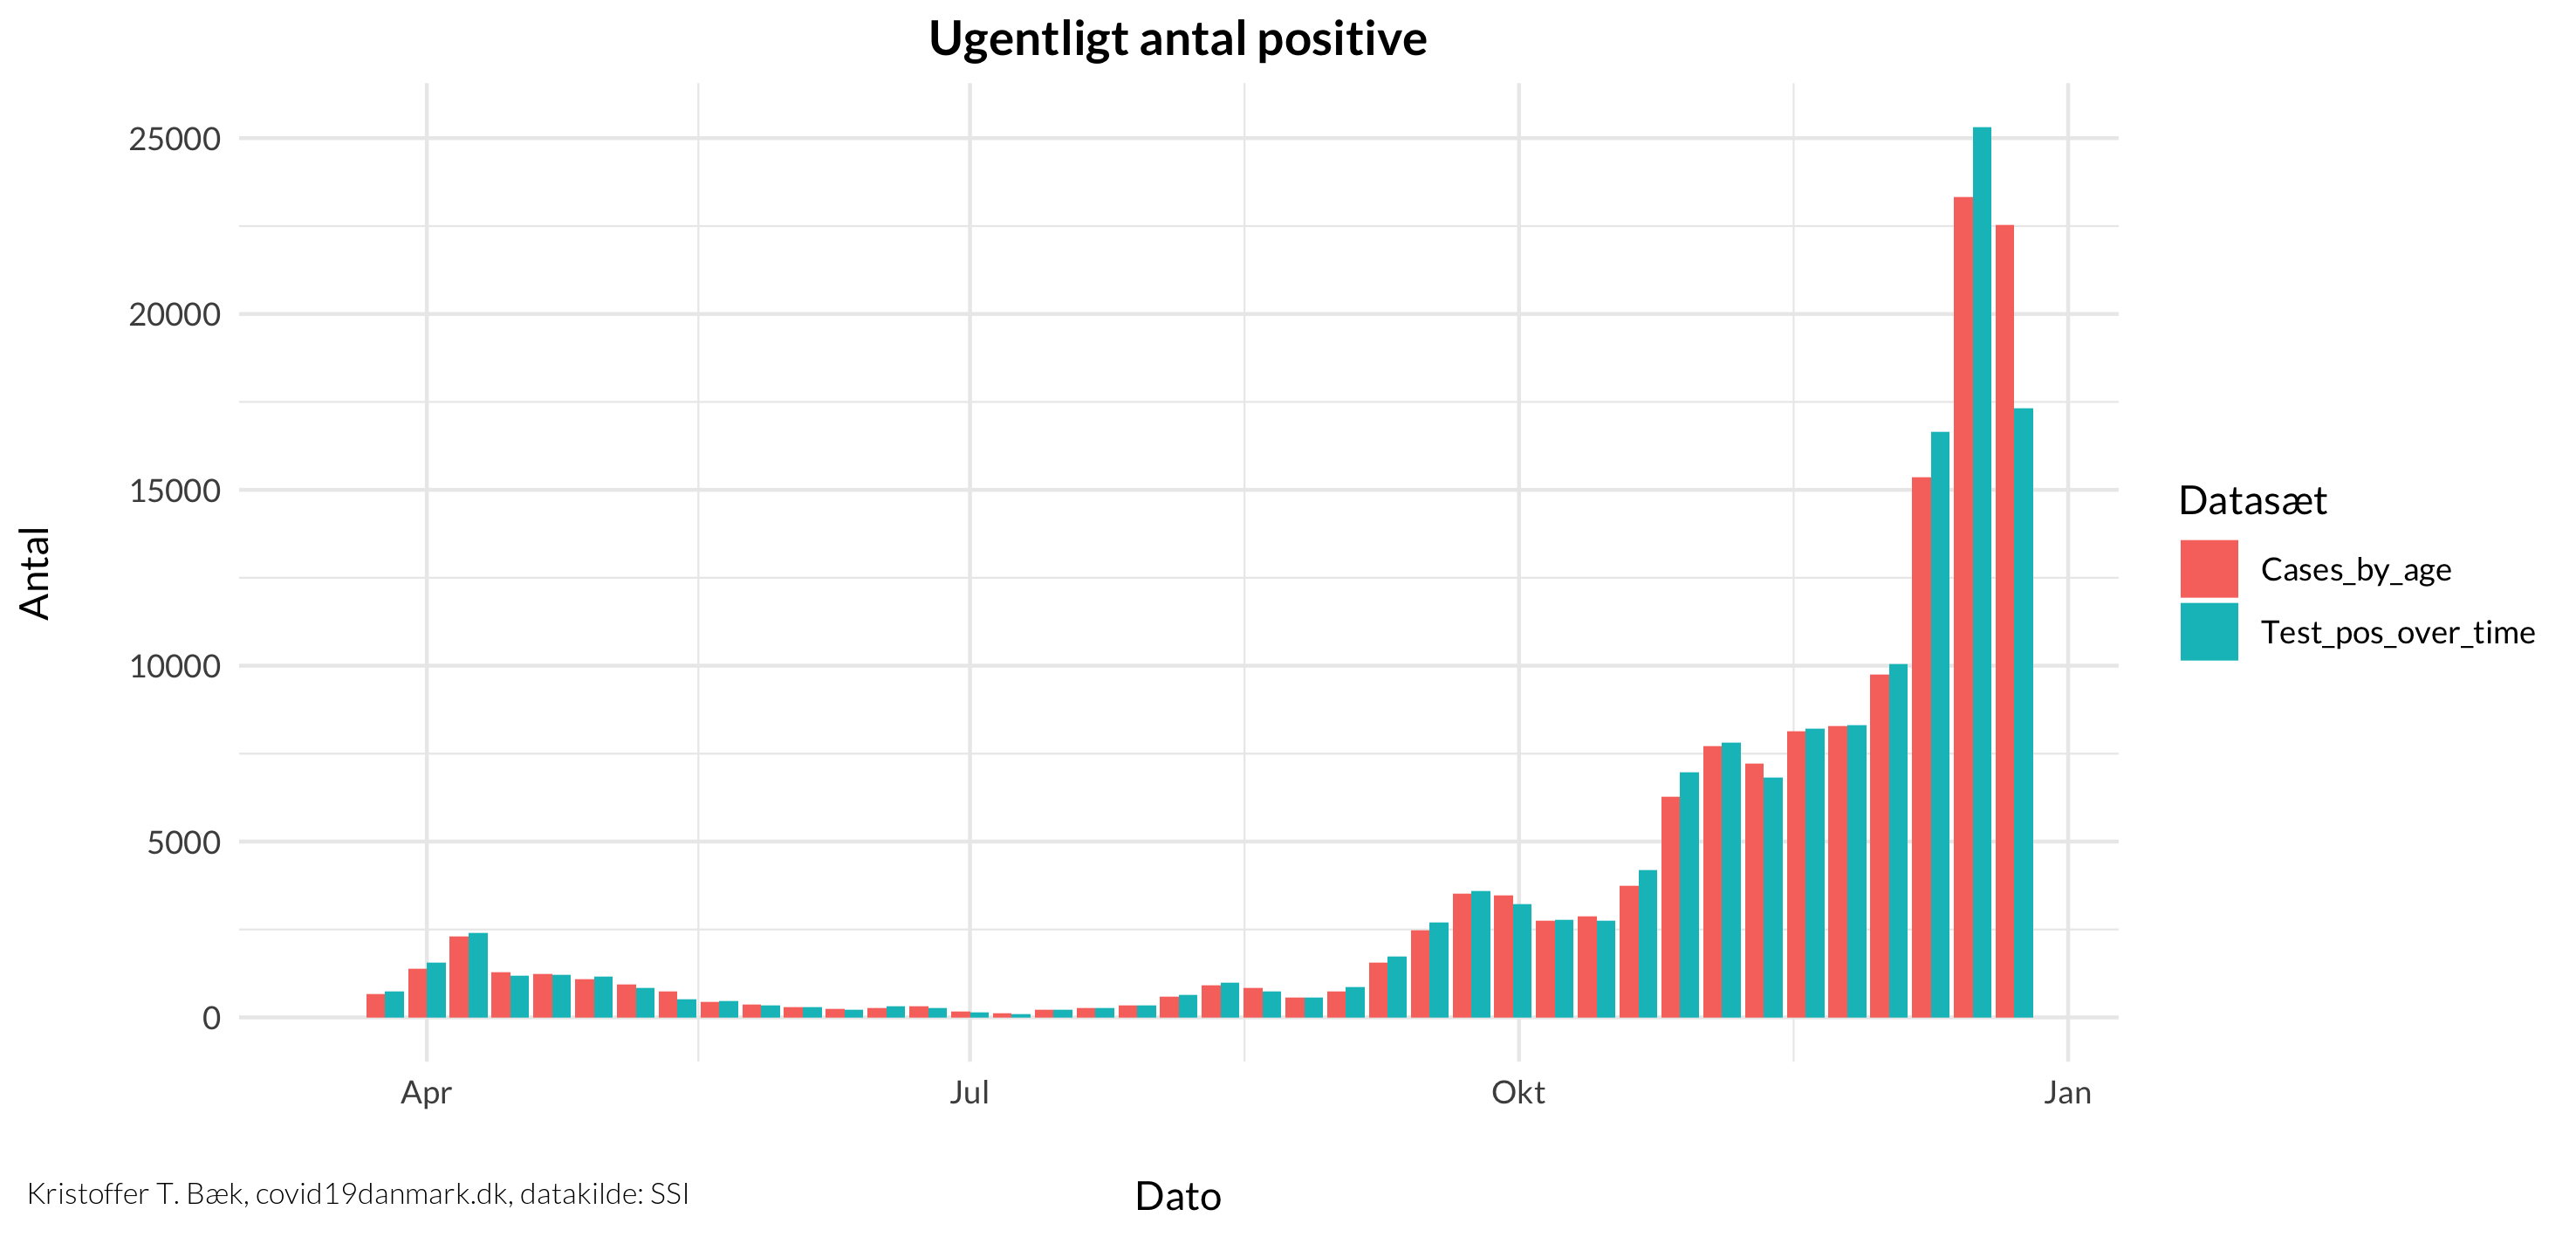 Ugentligt antal positive
25000
20000
15000
10000
5000
0
Antal
Apr
Jul
Okt
Jan
Dato
Datasæt
Cases_by_age
Test_pos_over_time
Kristoffer T. Bæk, covid19danmark.dk, datakilde: SSI